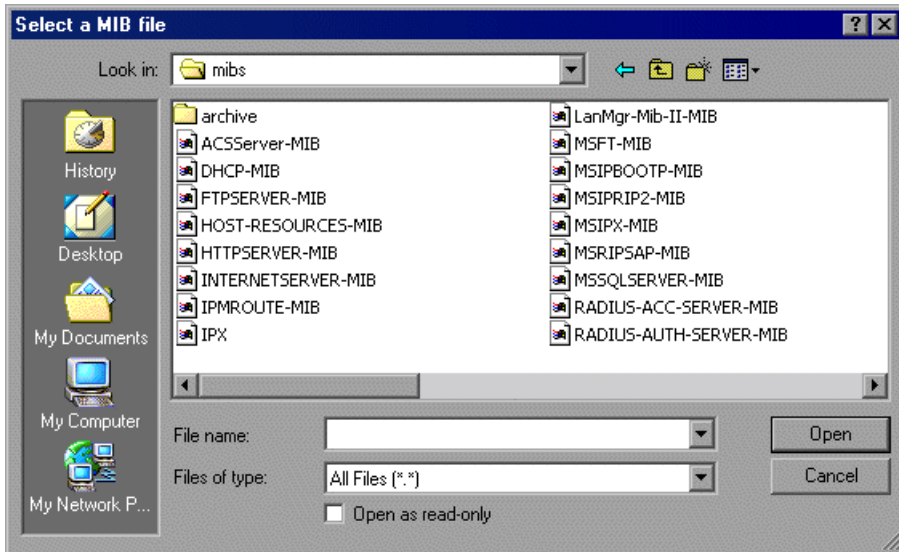 Select a MIB file
Look in: mibs
History
Desktop
My Documents
My Computer
My Network P...
archive
ACSServer-MIB
DHCP-MIB
FTPSERVER-MIB
HOST-RESOURCES-MIB
HTTPSERVER-MIB
INTERNETSERVER-MIB
IPMROUTE-MIB
IPX
LanMgr-Mib-II-MIB
MSFT-MIB
MSIPBOOTP-MIB
MSIPRIP2-MIB
MSIPX-MIB
MSRIPSAP-MIB
MSSQLSERVER-MIB
RADIUS-ACC-SERVER-MIB
RADIUS-AUTH-SERVER-MIB
File name:
Open
Files of type: All Files (*.*)
Cancel
Open as read-only